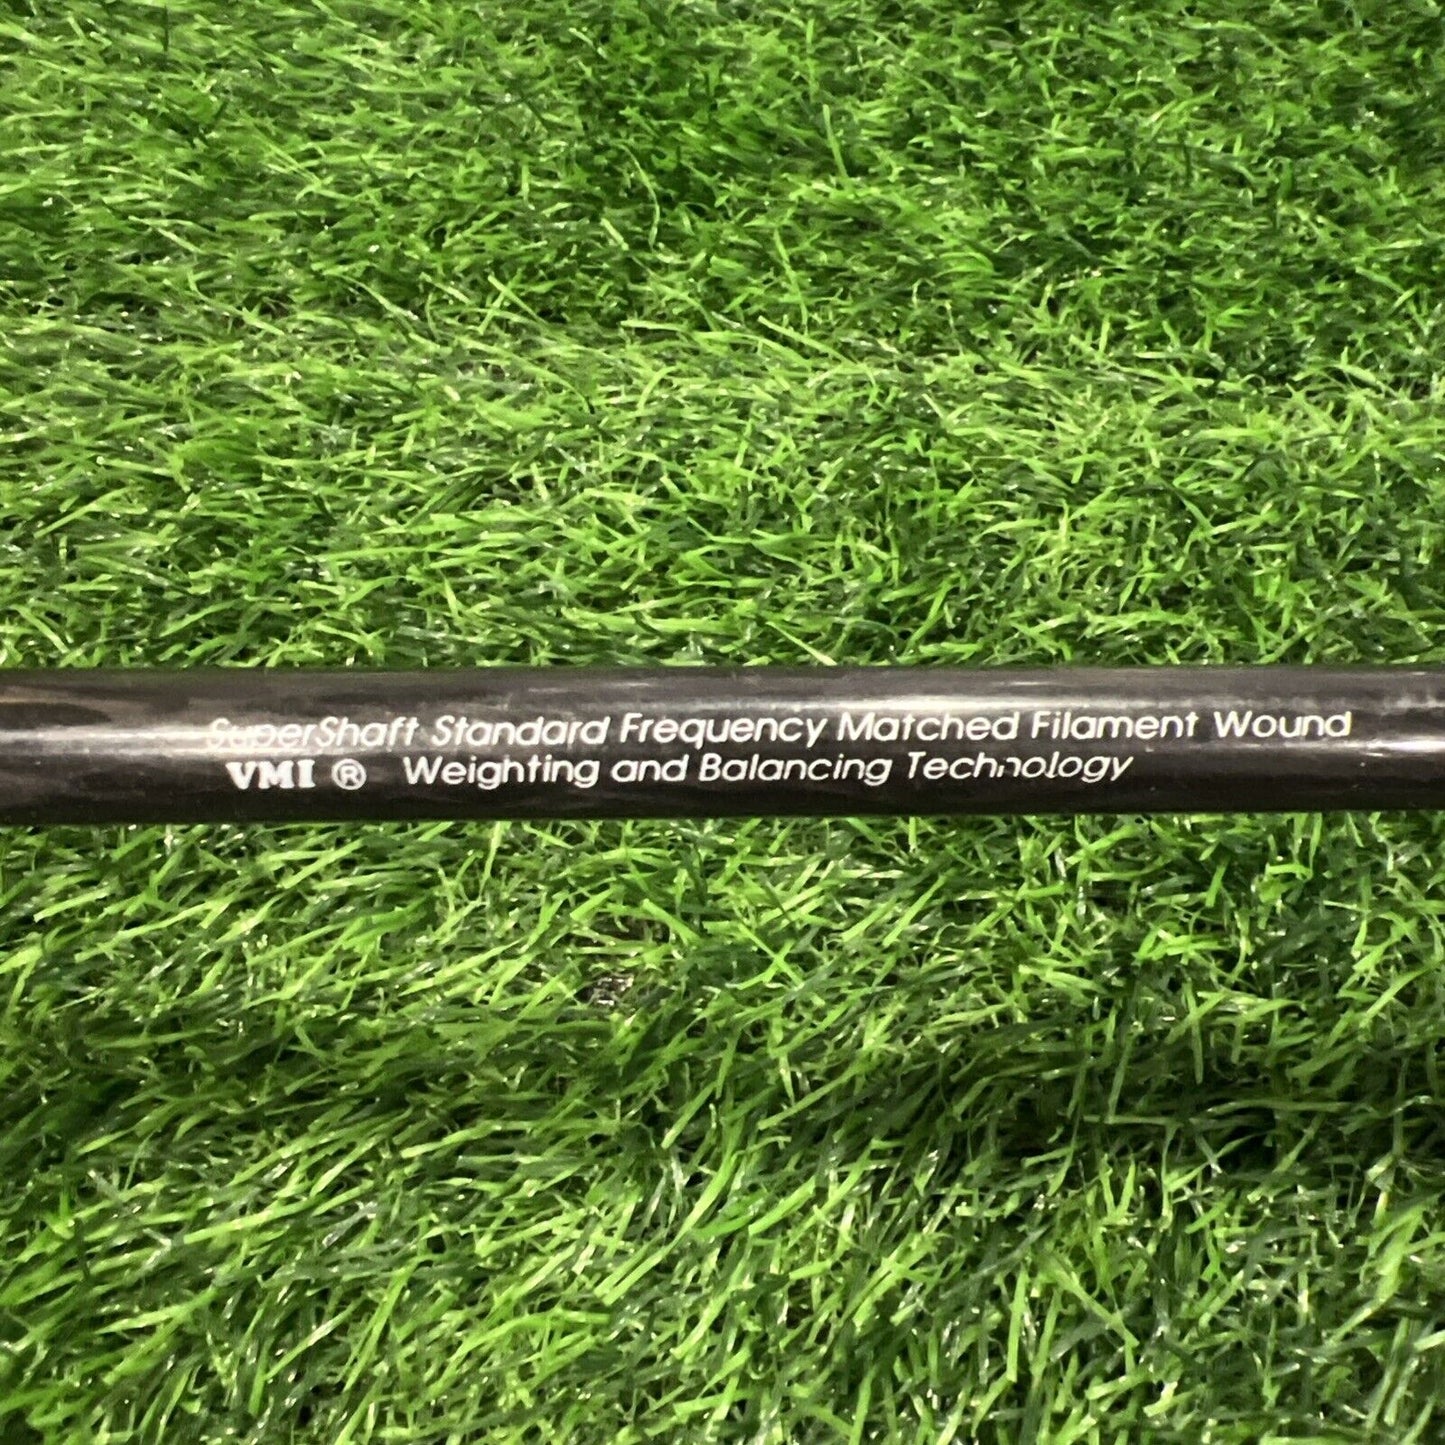 SuperShaft Standard Frequency Matched Filament Wound
VMI ® Weighting and Balancing Technology